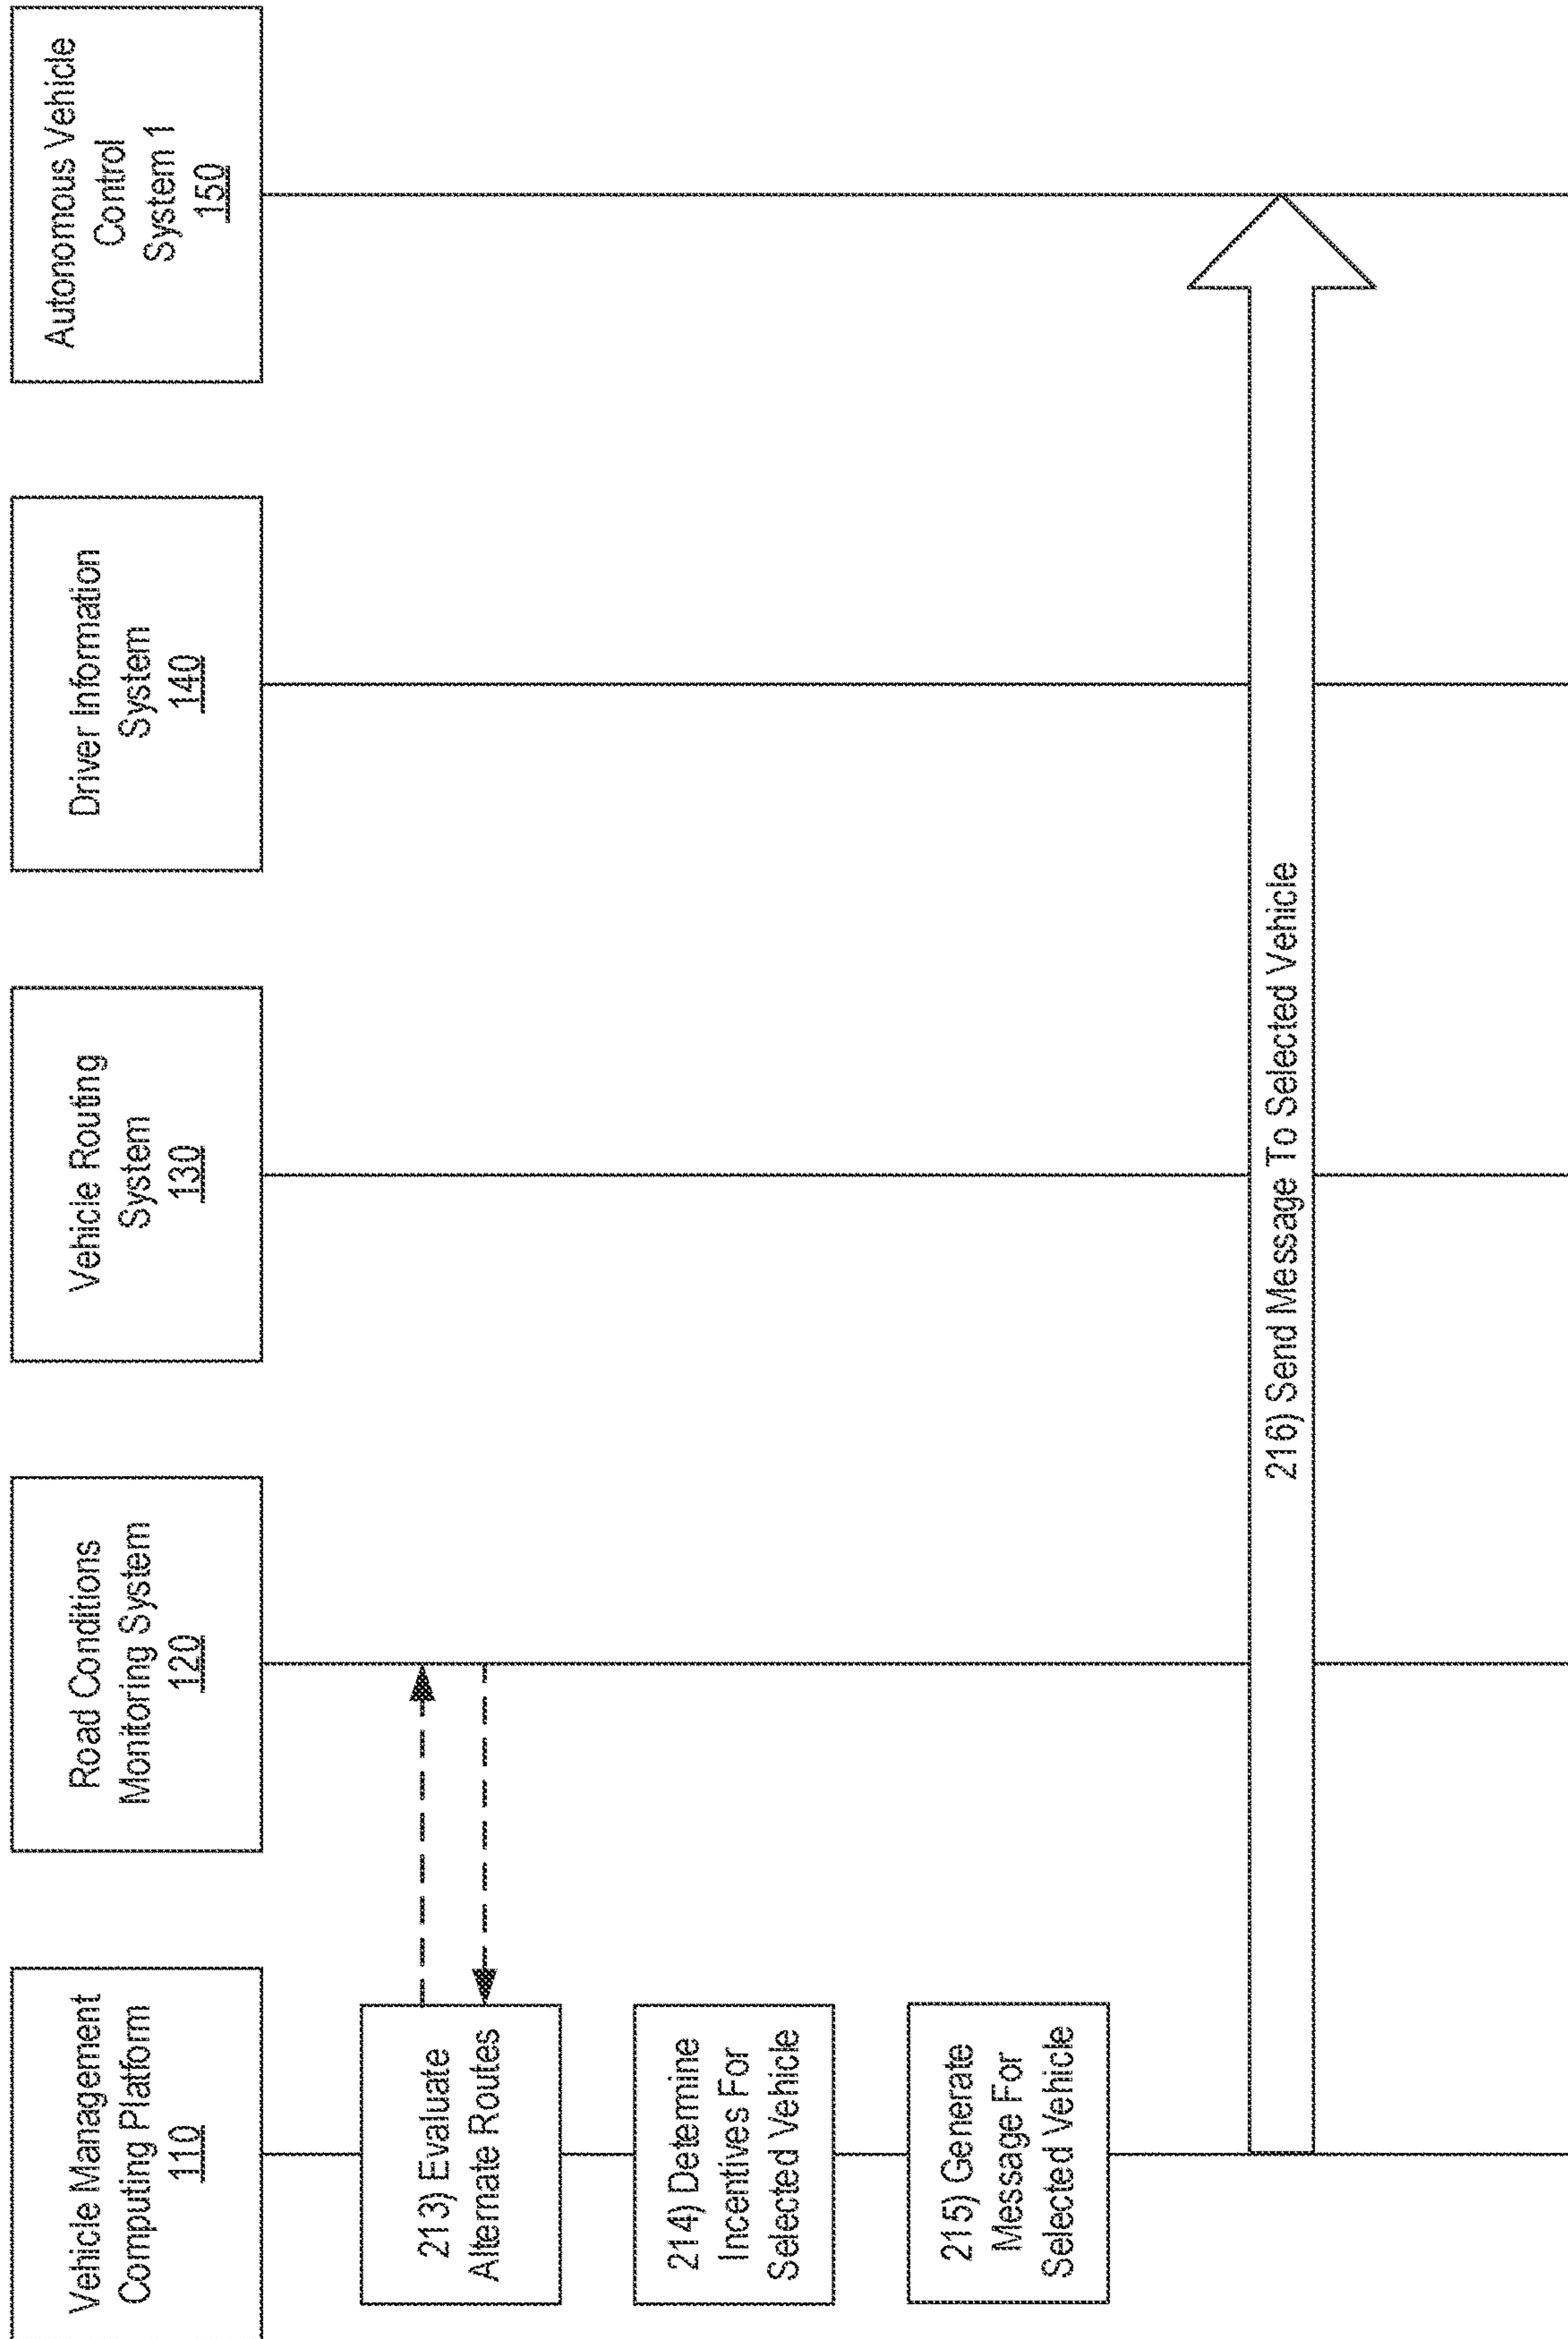 Vehicle Management
Computing Platform
110
Road Conditions
Monitoring System
120
Vehicle Routing
System
130
Driver Information
System
140
Autonomous Vehicle
Control
System 1
150
213) Evaluate
Alternate Routes
214) Determine
Incentives For
Selected Vehicle
215) Generate
Message For
Selected Vehicle
216) Send Message To Selected Vehicle